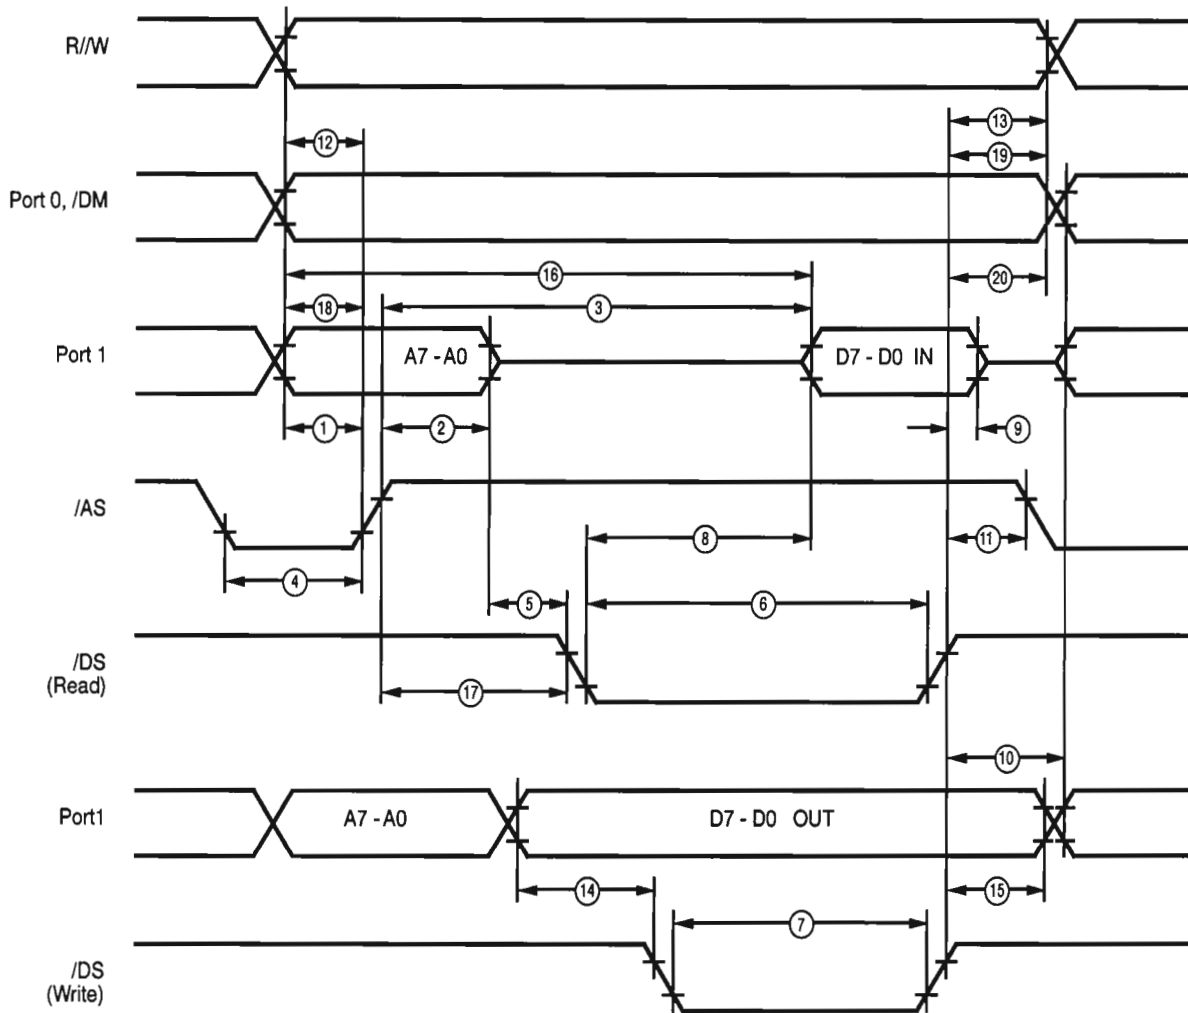 R//W
13
12
19
Port 0, /DM
16
20
18
3
Port 1
A7 - A0
D7 - D0 IN
1
2
9
/AS
8
11
4
5
6
/DS
(Read)
17
10
Port1
A7 - A0
D7 - D0 OUT
14
15
7
/DS
(Write)